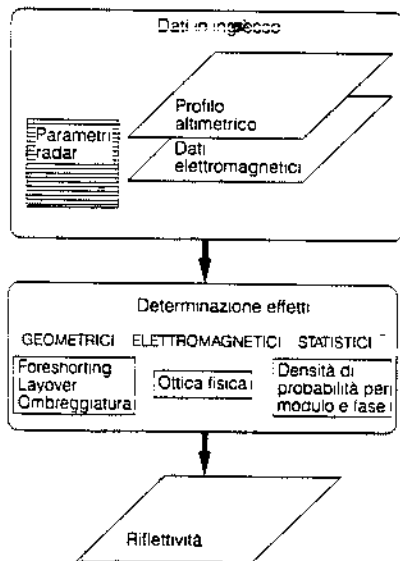 Dati in ingresso
Profilo
altimetrico
Parametri
radar
Dati
elettromagnetici
Determinazione effetti
GEOMETRICI ELETTROMAGNETICI STATISTICI
Foreshorting
Layover
Ombreggiatura
Ottica fisica
Densità di
probabilità per
modulo e fase
Riflettività